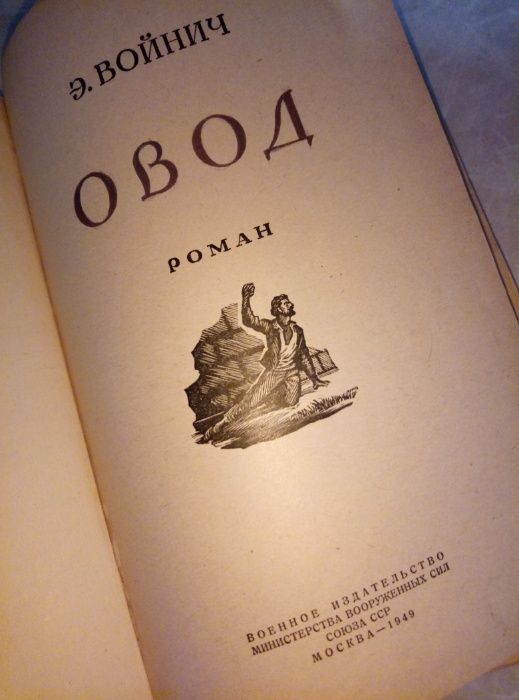 Э. ВОЙНИЧ
ОВОД
РОМАН
ВОЕННОЕ ИЗДАТЕЛЬСТВО
МИНИСТЕРСТВА ВООРУЖЕННЫХ СИЛ
СОЮЗА ССР
МОСКВА—1949